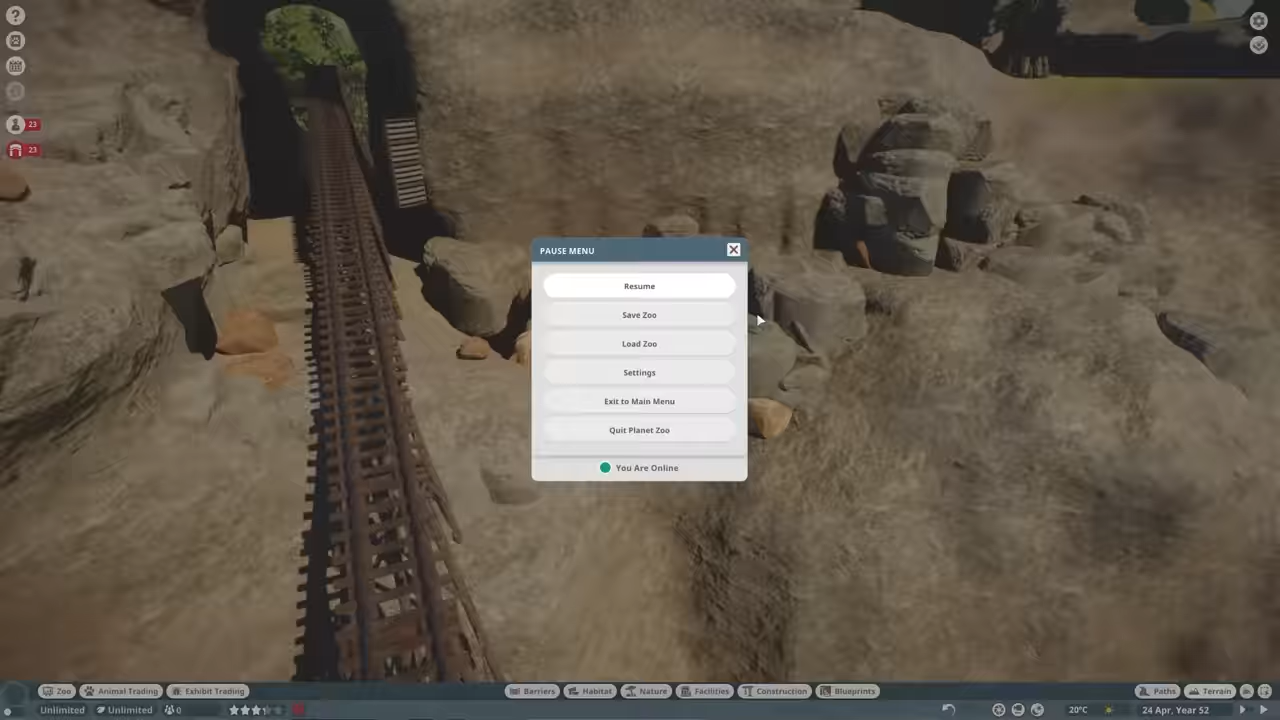 ?
23
23
PAUSE MENU
Resume
Save Zoo
Load Zoo
Settings
Exit to Main Menu
Quit Planet Zoo
You Are Online
Zoo
Animal Trading
Exhibit Trading
Barriers
Habitat
Nature
Facilities
Construction
Blueprints
Paths
Terrain
Unlimited
Unlimited
0
20°C
24 Apr, Year 52